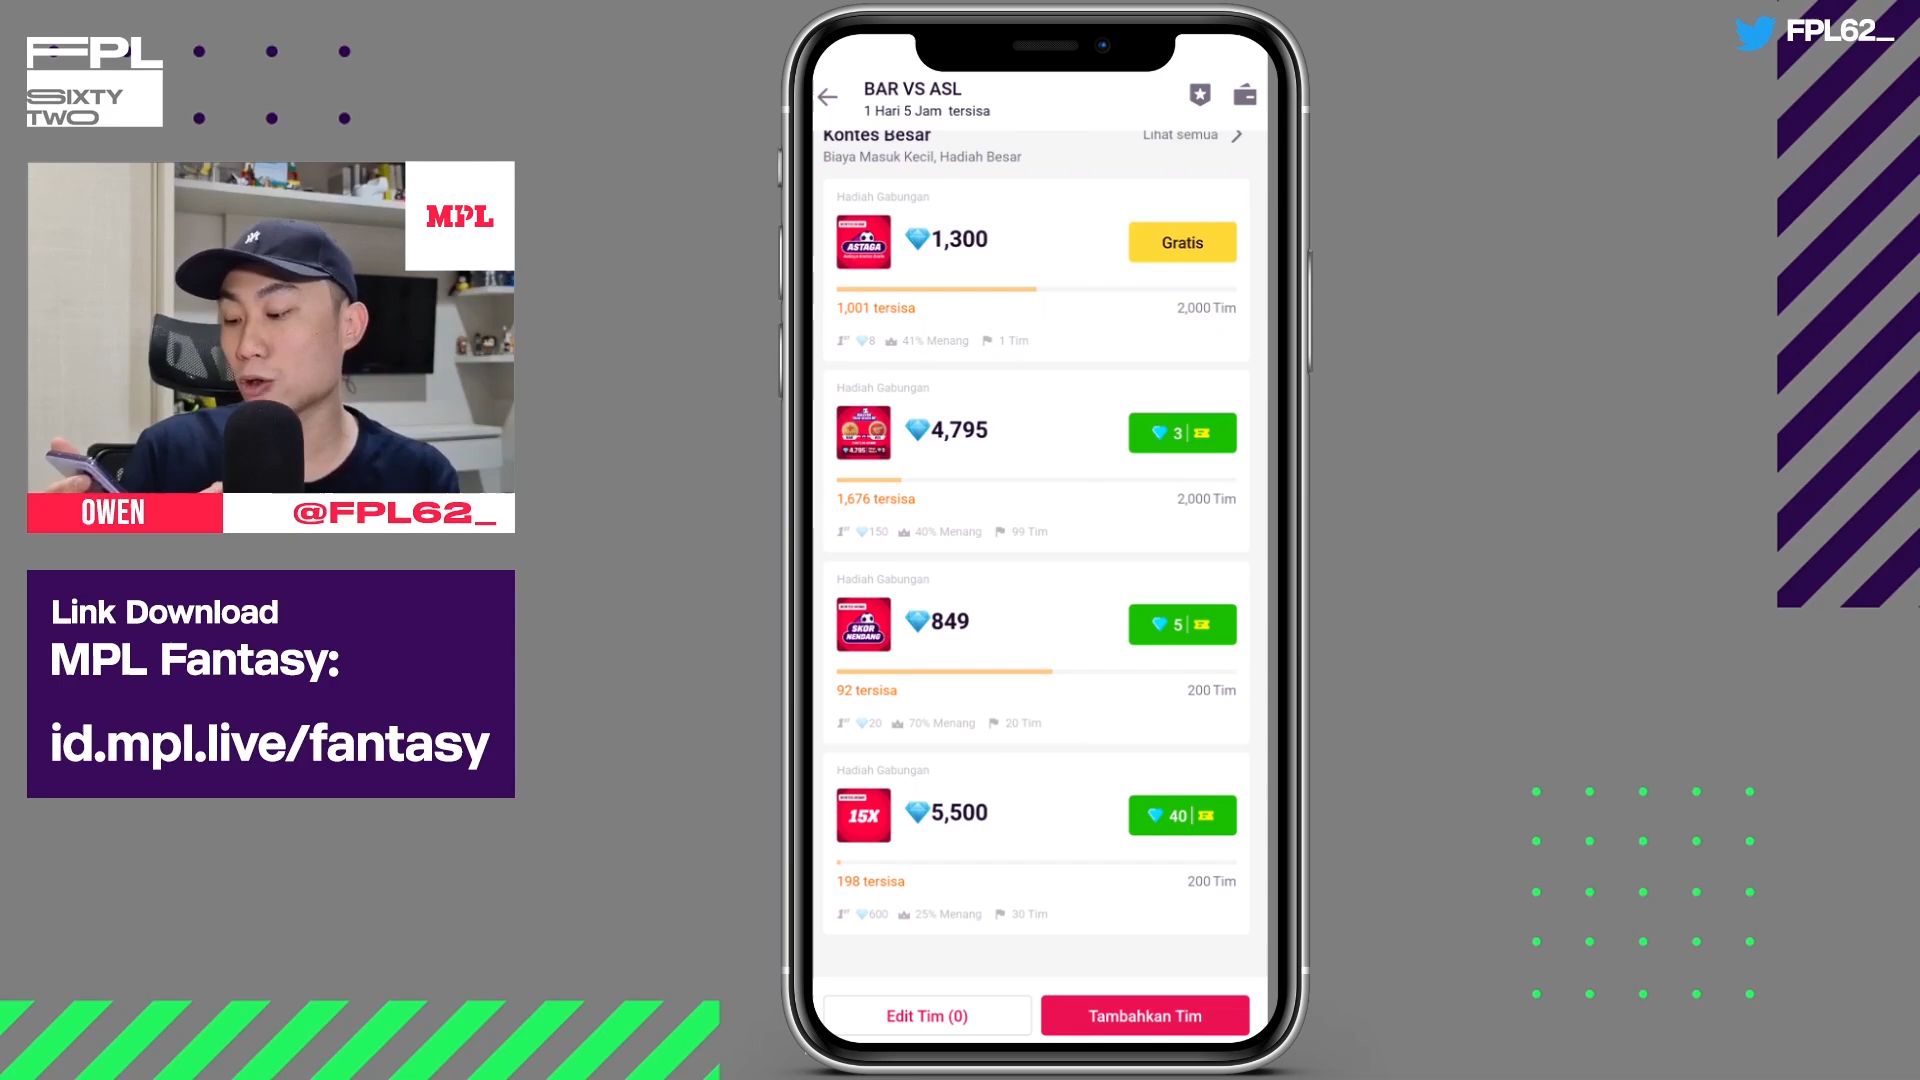 FPL
SIXTY
TWO
MPL
OWEN
@FPL62_
Link Download
MPL Fantasy:
id.mpl.live/fantasy
BAR VS ASL
1 Hari 5 Jam tersisa
Kontes Besar
Lihat semua
Biaya Masuk Kecil, Hadiah Besar
Hadiah Gabungan
ASTAGA
1,300
Gratis
1,001 tersisa
2,000 Tim
1st 8 41% Menang 1 Tim
Hadiah Gabungan
4,795
3 |
1,676 tersisa
2,000 Tim
1st 150 40% Menang 99 Tim
Hadiah Gabungan
SKOR
NENDANG
849
5 |
92 tersisa
200 Tim
1st 20 70% Menang 20 Tim
Hadiah Gabungan
15X
5,500
40 |
198 tersisa
200 Tim
1st 600 25% Menang 30 Tim
Edit Tim (0)
Tambahkan Tim
FPL62_